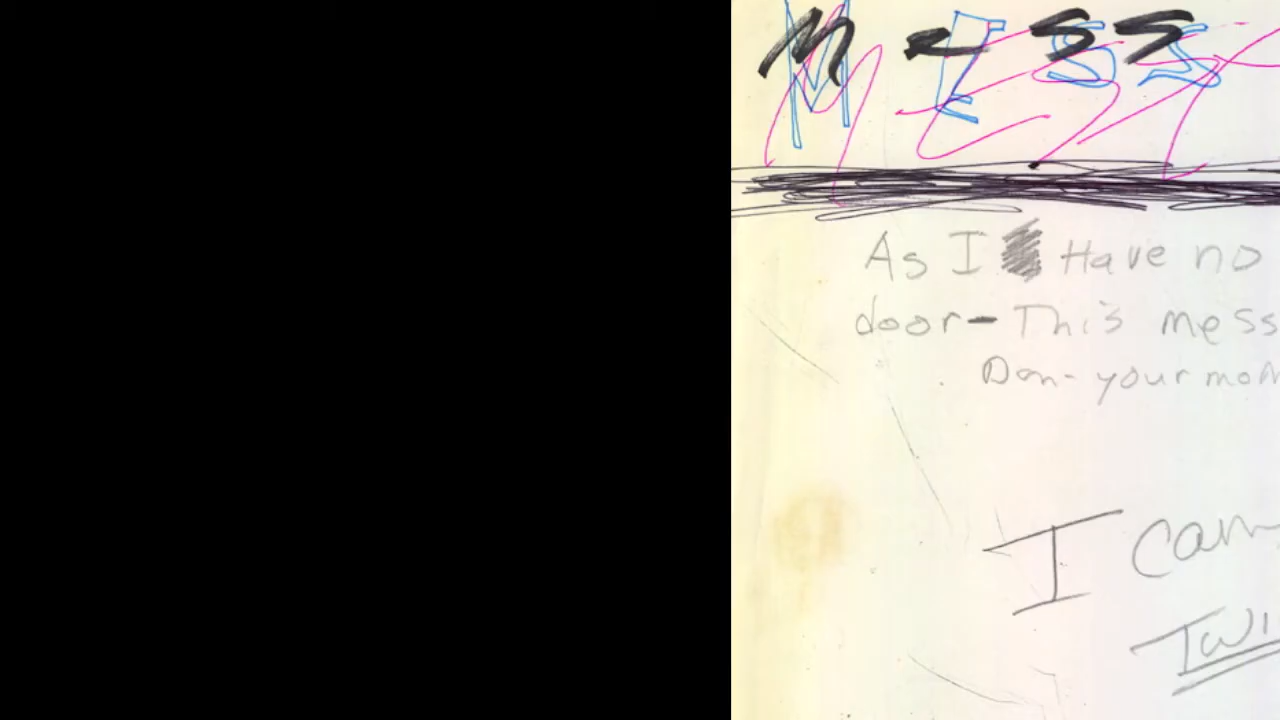 MESS
As I Have no
door- This mess
Don- your mom
I cam
Twi